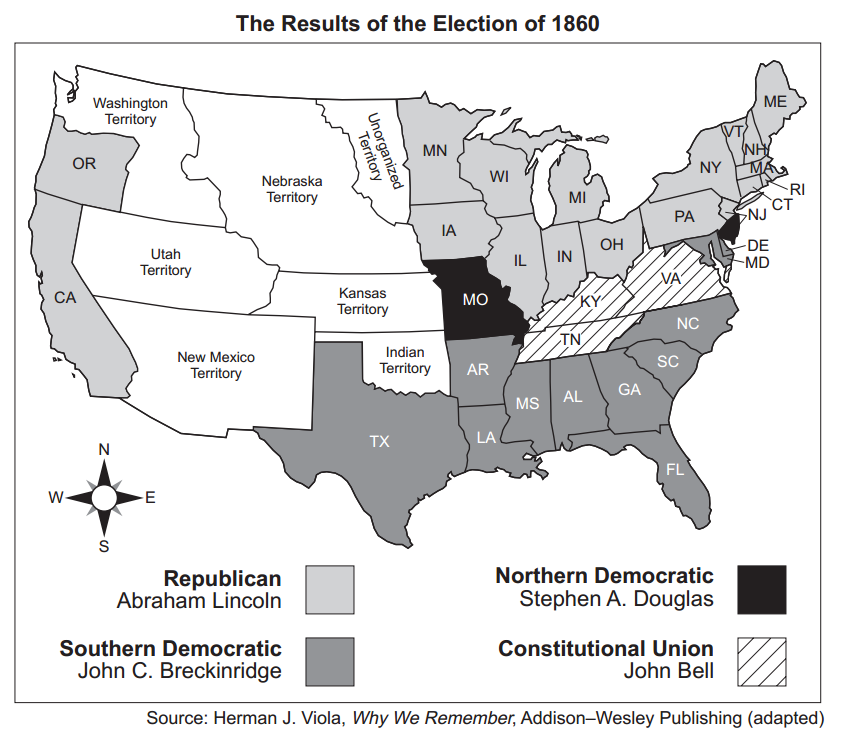 The Results of the Election of 1860
Washington
Territory
OR
CA
Nebraska
Territory
Unorganized
Territory
Utah
Territory
Kansas
Territory
New Mexico
Territory
Indian
Territory
MN
WI
MI
IA
IL
IN
OH
PA
NY
VT
NH
ME
MA
RI
CT
NJ
DE
MD
MO
KY
VA
TN
NC
SC
AR
MS
AL
GA
LA
TX
FL
N
W
E
S
Republican
Abraham Lincoln
Northern Democratic
Stephen A. Douglas
Southern Democratic
John C. Breckinridge
Constitutional Union
John Bell
Source: Herman J. Viola, Why We Remember, Addison–Wesley Publishing (adapted)